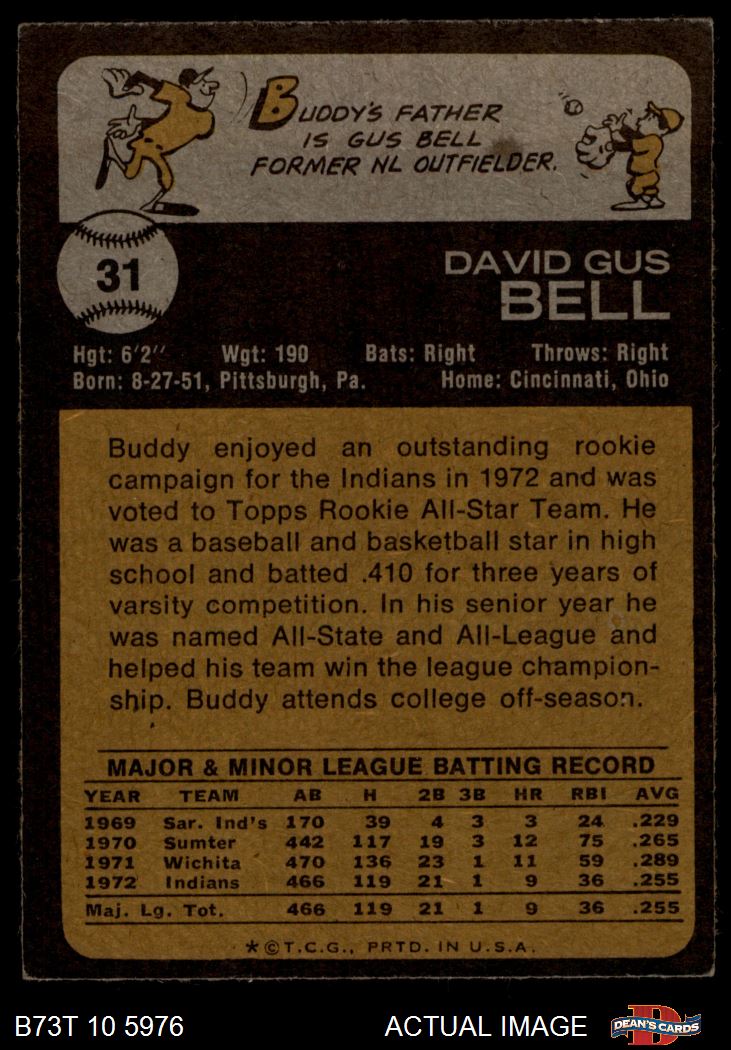 BUDDY'S FATHER
IS GUS BELL
FORMER NL OUTFIELDER.
31
DAVID GUS
BELL
Hgt: 6'2" Wgt: 190 Bats: Right Throws: Right
Born: 8-27-51, Pittsburgh, Pa. Home: Cincinnati, Ohio
Buddy enjoyed an outstanding rookie
campaign for the Indians in 1972 and was
voted to Topps Rookie All-Star Team. He
was a baseball and basketball star in high
school and batted .410 for three years of
varsity competition. In his senior year he
was named All-State and All-League and
helped his team win the league champion-
ship. Buddy attends college off-season.
MAJOR & MINOR LEAGUE BATTING RECORD
YEAR TEAM AB H 2B 3B HR RBI AVG
1969 Sar. Ind's 170 39 4 3 3 24 .229
1970 Sumter 442 117 19 3 12 75 .265
1971 Wichita 470 136 23 1 11 59 .289
1972 Indians 466 119 21 1 9 36 .255
Maj. Lg. Tot. 466 119 21 1 9 36 .255
★©T.C.G., PRTD. IN U.S.A.
B73T 10 5976 ACTUAL IMAGE D DEAN'S CARDS